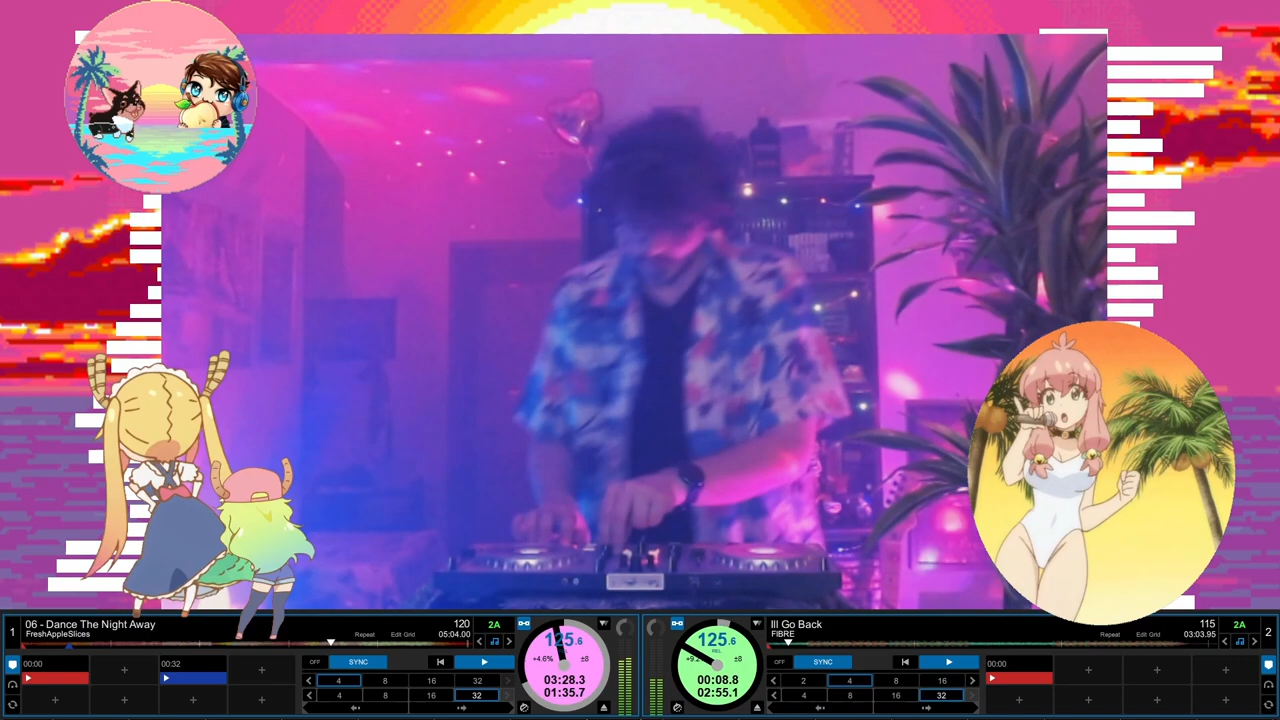 1
06 - Dance The Night Away
FreshAppleSlices
120
05:04.00
Repeat
Edit Grid
2A
125.6
+4.6%
±8
03:28.3
01:35.7
00:00
00:32
OFF
SYNC
4 8 16 32
4 8 16 32
125.6
REL
±8
00:08.8
02:55.1
Ill Go Back
FIBRE
115
03:03.95
Repeat
Edit Grid
2A
2
OFF
SYNC
2 4 8 16
4 8 16 32
00:00